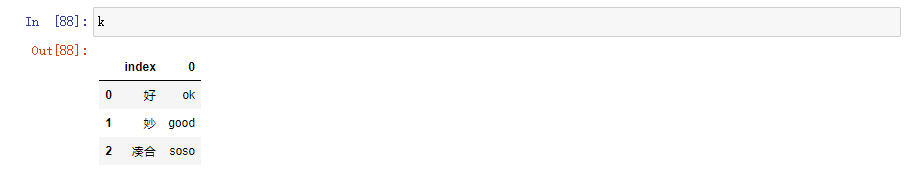 In [88]: k
Out[88]:
index 0
0 好 ok
1 妙 good
2 凑合 soso